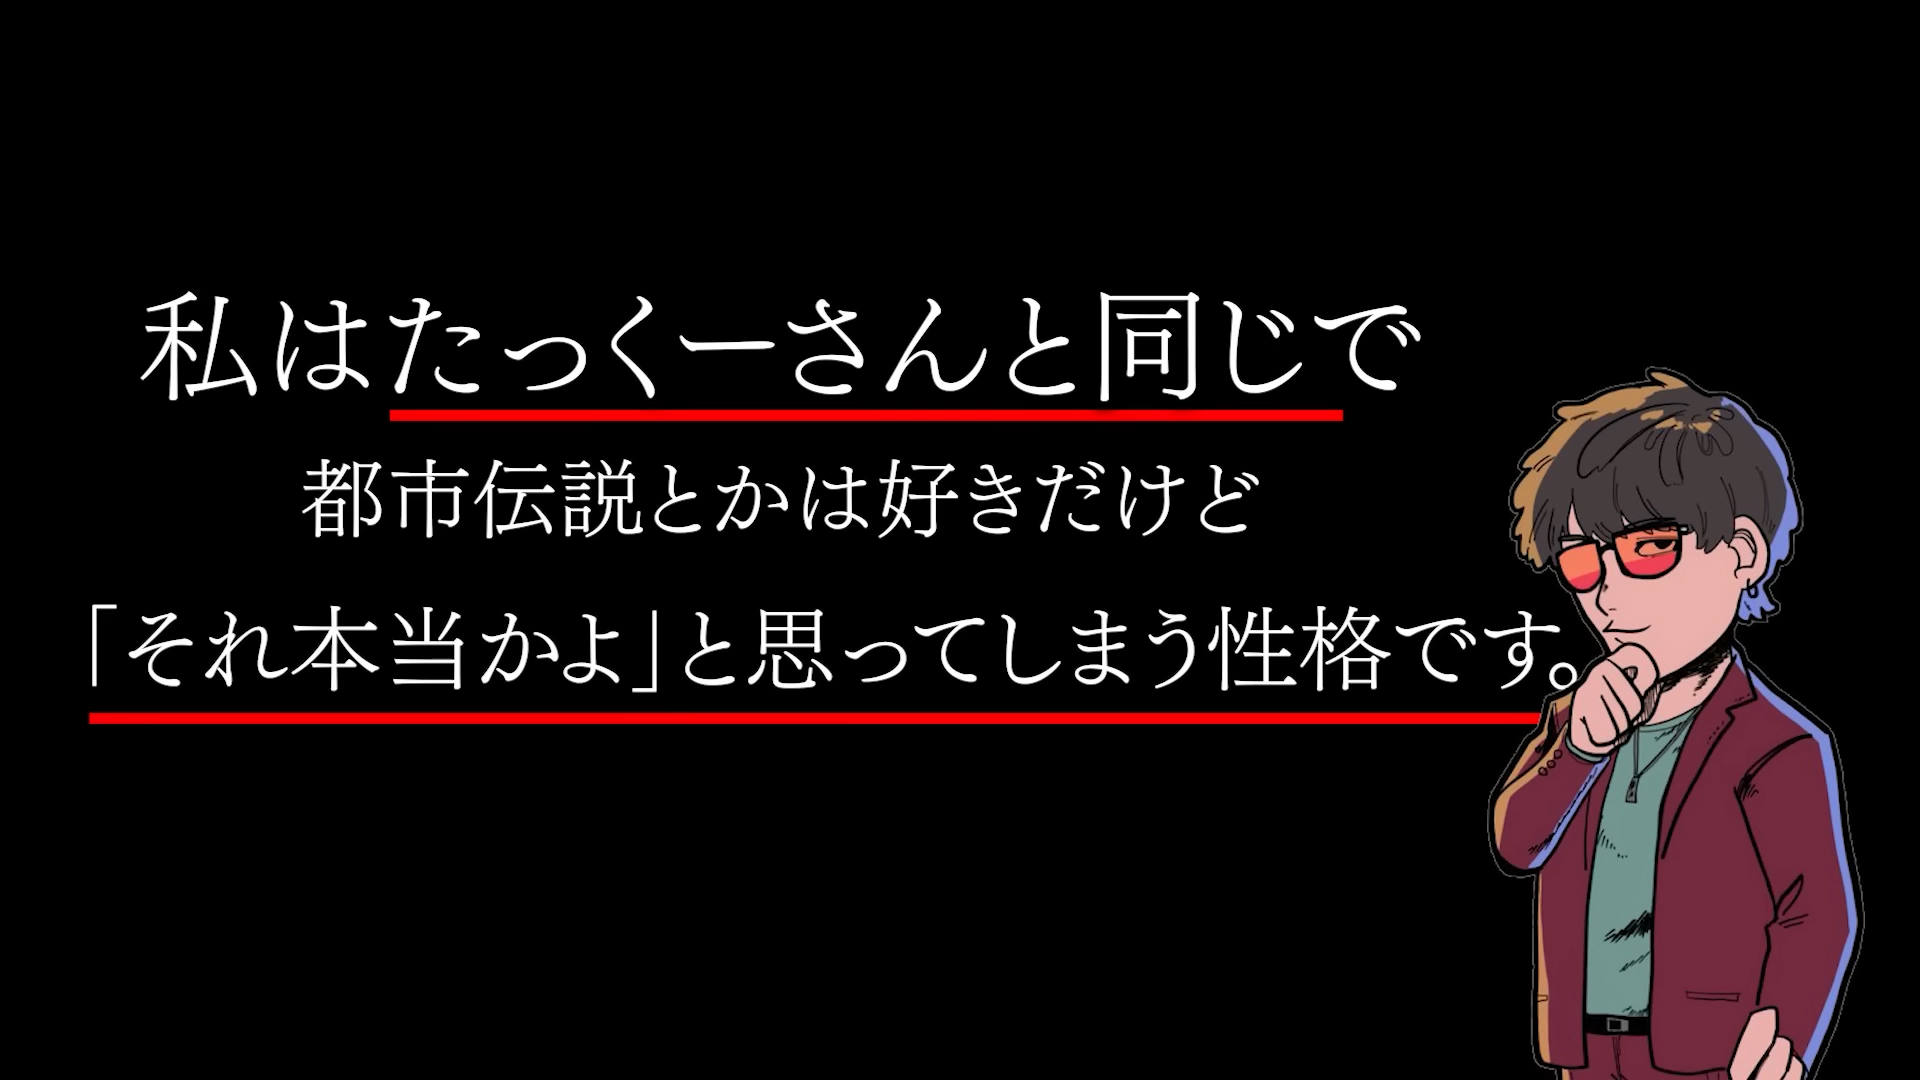 私はたっくーさんと同じで
都市伝説とかは好きだけど
「それ本当かよ」と思ってしまう性格です。